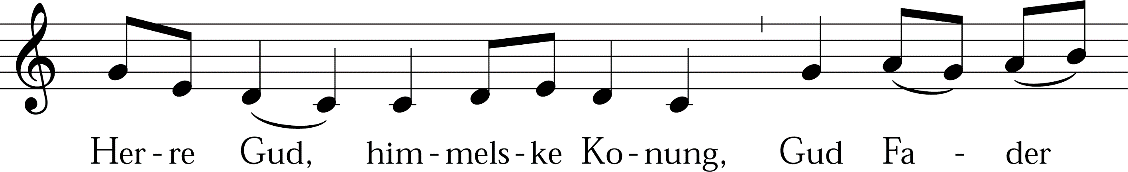 Her - re Gud, him - mels - ke Ko - nung, Gud Fa - der